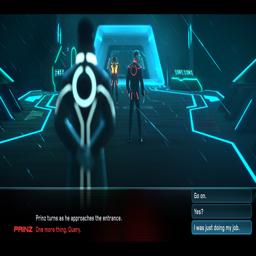 Go on.
Prinz turns as he approaches the entrance.
Yes?
PRINZ One more thing, Query.
I was just doing my job.